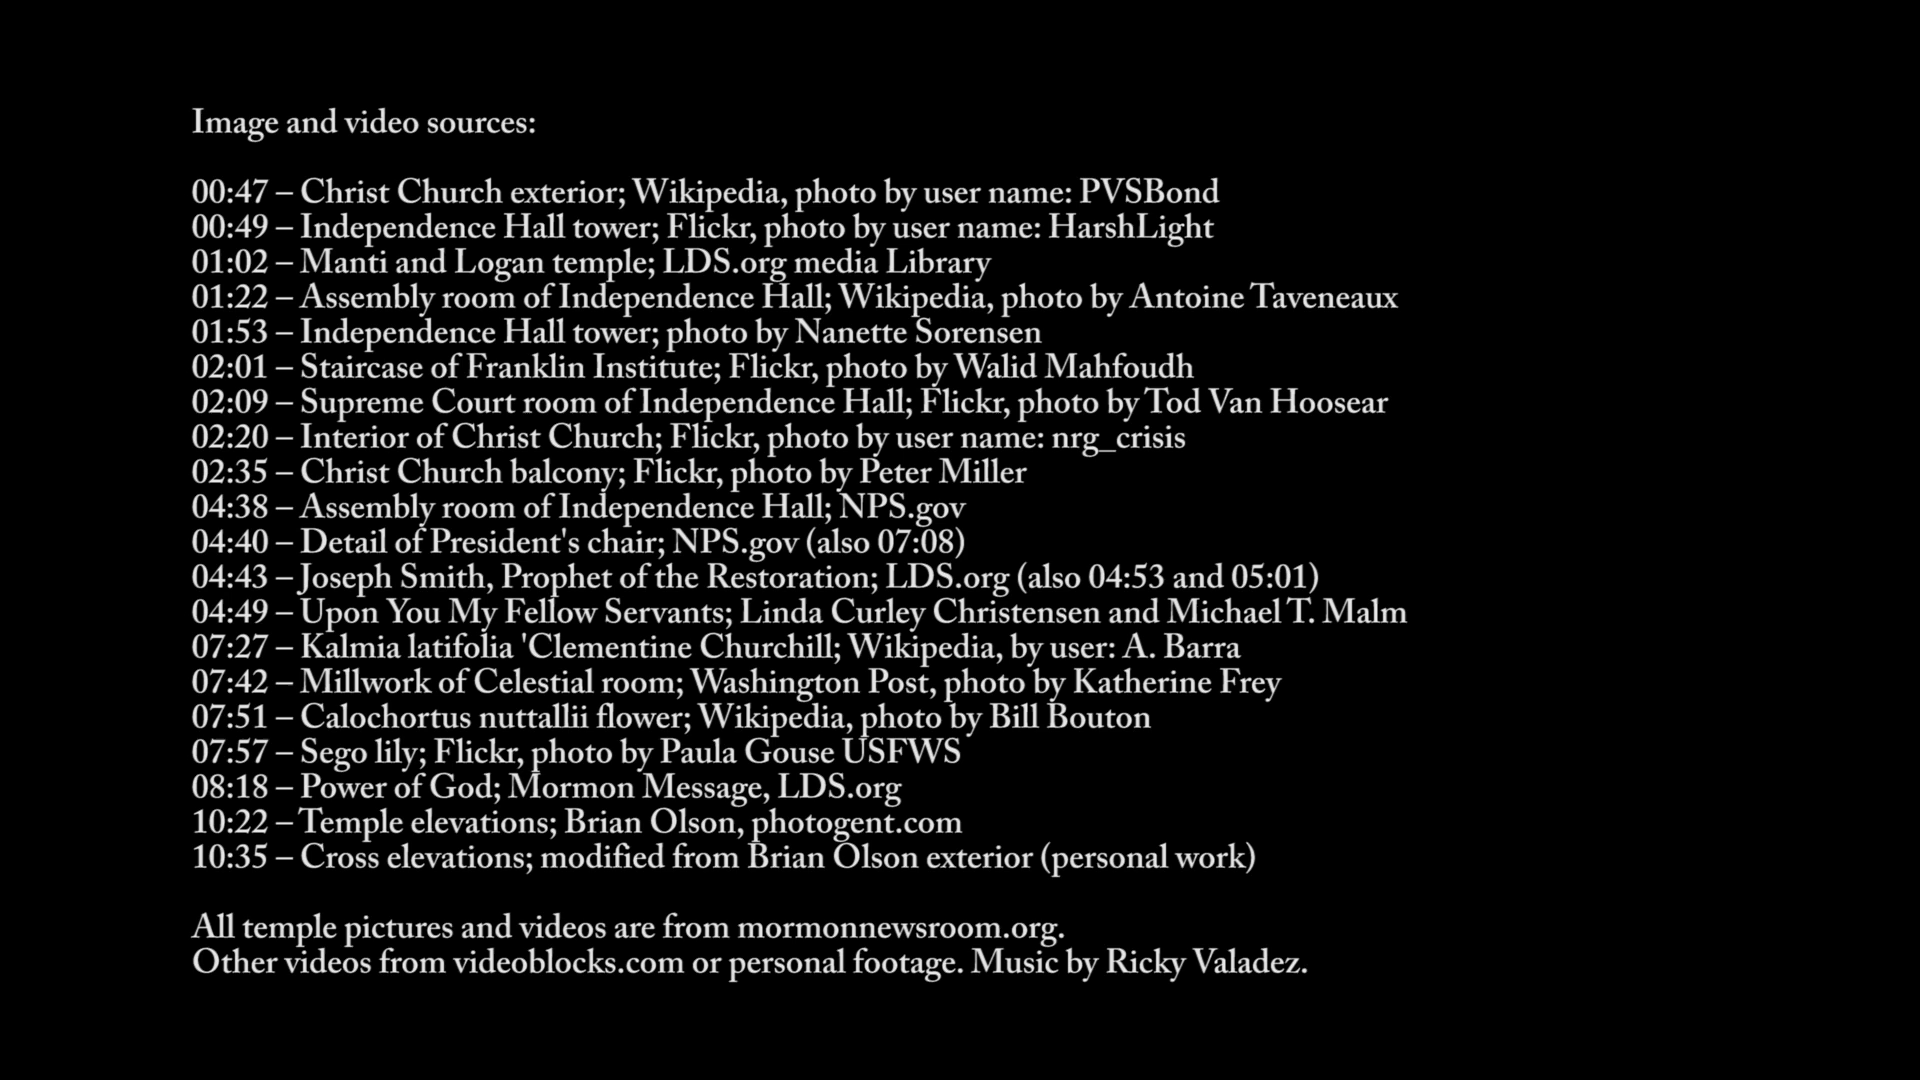 Image and video sources:
00:47 – Christ Church exterior; Wikipedia, photo by user name: PVSBond
00:49 – Independence Hall tower; Flickr, photo by user name: HarshLight
01:02 – Manti and Logan temple; LDS.org media Library
01:22 – Assembly room of Independence Hall; Wikipedia, photo by Antoine Taveneaux
01:53 – Independence Hall tower; photo by Nanette Sorensen
02:01 – Staircase of Franklin Institute; Flickr, photo by Walid Mahfoudh
02:09 – Supreme Court room of Independence Hall; Flickr, photo by Tod Van Hoosear
02:20 – Interior of Christ Church; Flickr, photo by user name: nrg_crisis
02:35 – Christ Church balcony; Flickr, photo by Peter Miller
04:38 – Assembly room of Independence Hall; NPS.gov
04:40 – Detail of President's chair; NPS.gov (also 07:08)
04:43 – Joseph Smith, Prophet of the Restoration; LDS.org (also 04:53 and 05:01)
04:49 – Upon You My Fellow Servants; Linda Curley Christensen and Michael T. Malm
07:27 – Kalmia latifolia 'Clementine Churchill; Wikipedia, by user: A. Barra
07:42 – Millwork of Celestial room; Washington Post, photo by Katherine Frey
07:51 – Calochortus nuttallii flower; Wikipedia, photo by Bill Bouton
07:57 – Sego lily; Flickr, photo by Paula Gouse USFWS
08:18 – Power of God; Mormon Message, LDS.org
10:22 – Temple elevations; Brian Olson, photogent.com
10:35 – Cross elevations; modified from Brian Olson exterior (personal work)
All temple pictures and videos are from mormonnewsroom.org.
Other videos from videoblocks.com or personal footage. Music by Ricky Valadez.